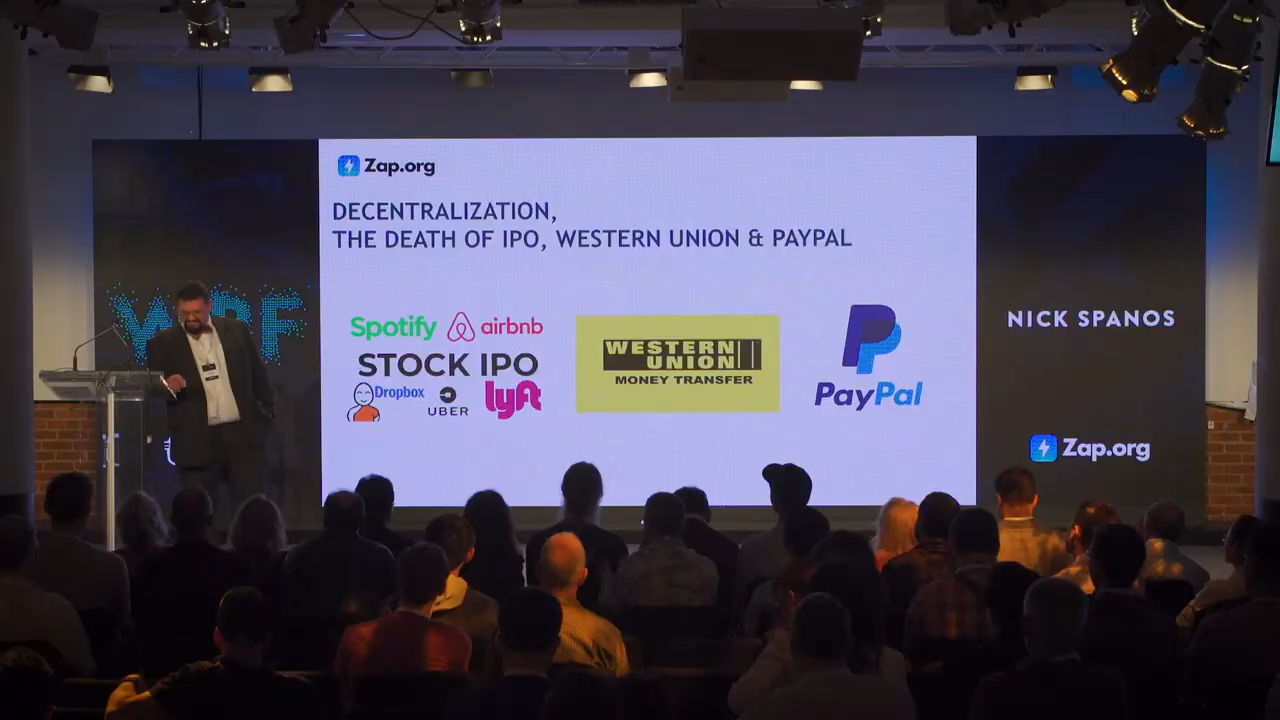 Zap.org
DECENTRALIZATION,
THE DEATH OF IPO, WESTERN UNION & PAYPAL
WBF
Spotify airbnb
STOCK IPO
Dropbox
UBER
lyft
WESTERN
UNION
MONEY TRANSFER
PayPal
NICK SPANOS
Zap.org